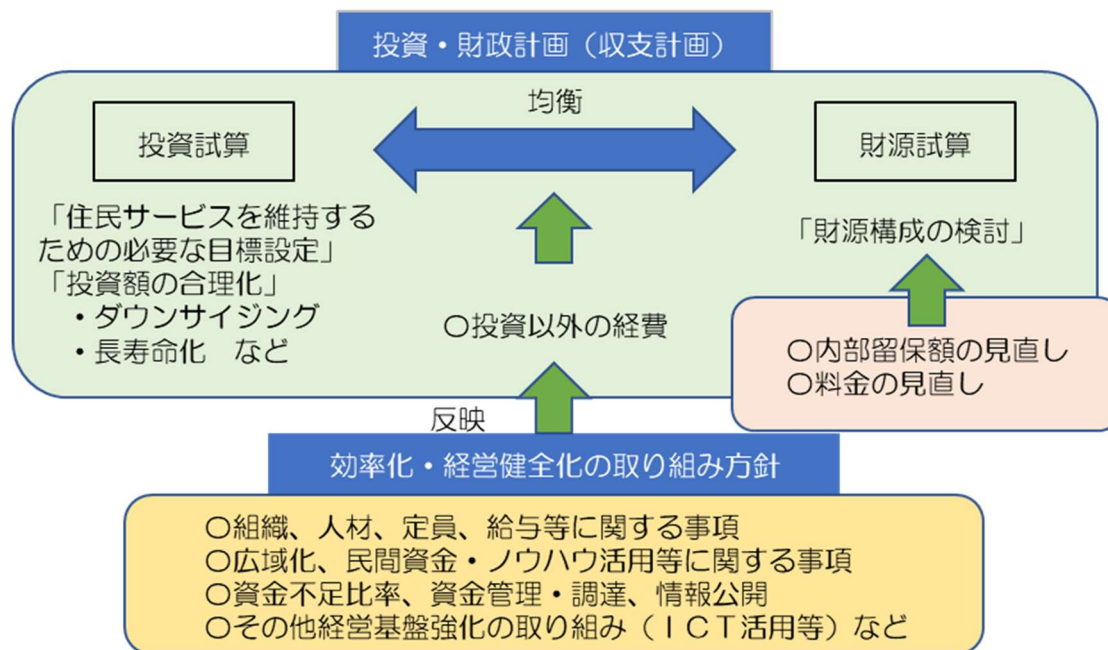 投資・財政計画（収支計画）
均衡
投資試算
財源試算
「住民サービスを維持する
ための必要な目標設定」
「投資額の合理化」
・ダウンサイジング
・長寿命化　など
「財源構成の検討」
〇投資以外の経費
〇内部留保額の見直し
〇料金の見直し
反映
効率化・経営健全化の取り組み方針
〇組織、人材、定員、給与等に関する事項
〇広域化、民間資金・ノウハウ活用等に関する事項
〇資金不足比率、資金管理・調達、情報公開
〇その他経営基盤強化の取り組み（ＩＣＴ活用等）など